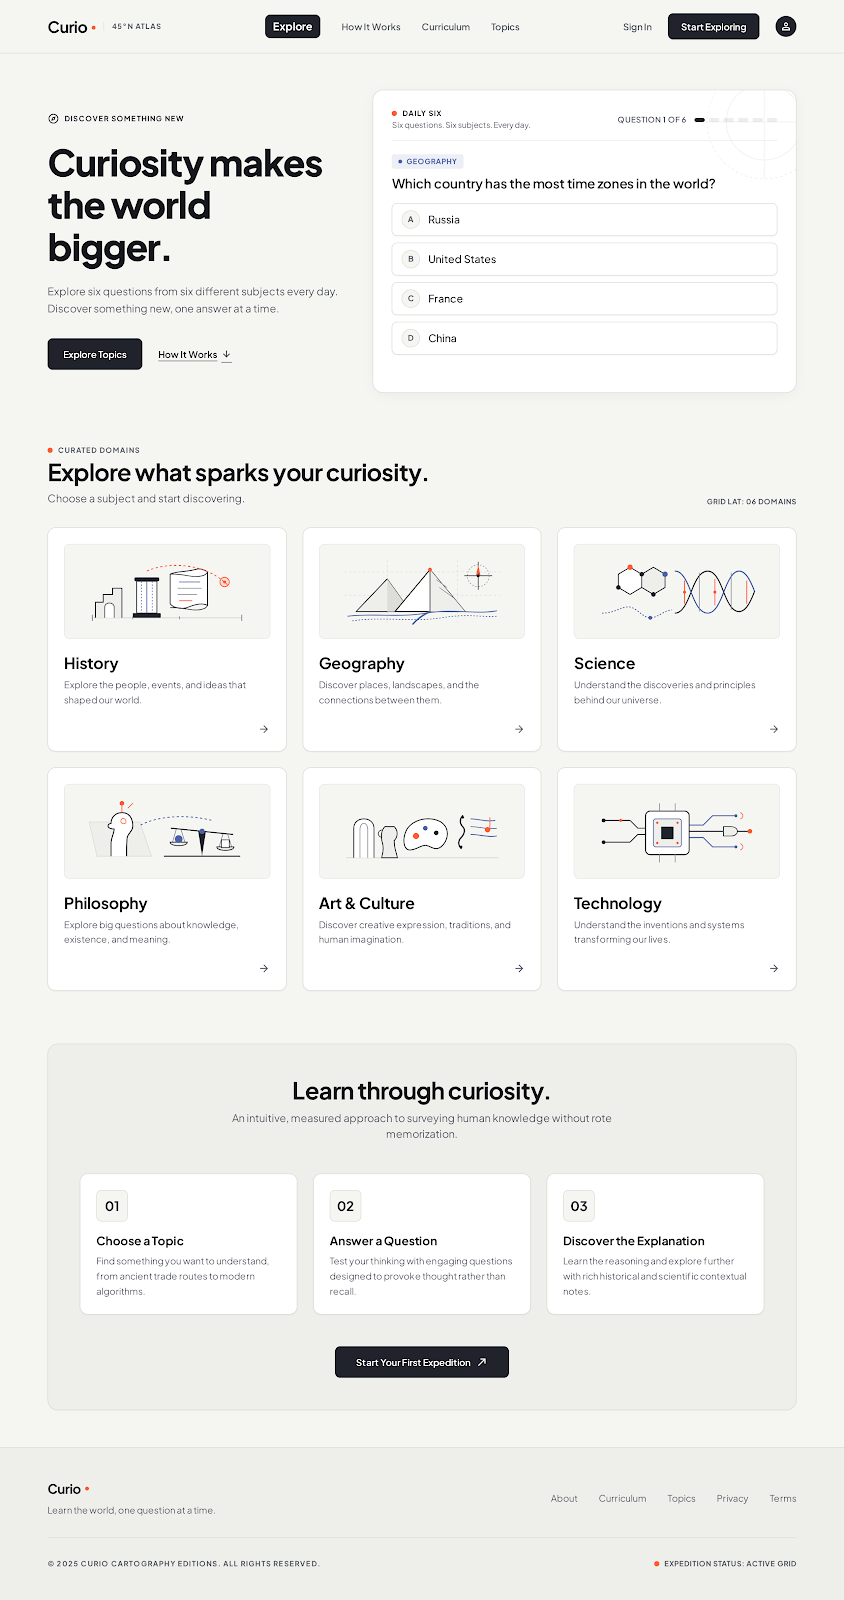 Curio
45°N ATLAS
Explore
How It Works
Curriculum
Topics
Sign In
Start Exploring
DISCOVER SOMETHING NEW
Curiosity makes
the world
bigger.
Explore six questions from six different subjects every day.
Discover something new, one answer at a time.
Explore Topics
How It Works
DAILY SIX
Six questions. Six subjects. Every day.
QUESTION 1 OF 6
GEOGRAPHY
Which country has the most time zones in the world?
A Russia
B United States
C France
D China
CURATED DOMAINS
Explore what sparks your curiosity.
Choose a subject and start discovering.
GRID LAT: 06 DOMAINS
History
Explore the people, events, and ideas that
shaped our world.
Geography
Discover places, landscapes, and the
connections between them.
Science
Understand the discoveries and principles
behind our universe.
Philosophy
Explore big questions about knowledge,
existence, and meaning.
Art & Culture
Discover creative expression, traditions, and
human imagination.
Technology
Understand the inventions and systems
transforming our lives.
Learn through curiosity.
An intuitive, measured approach to surveying human knowledge without rote
memorization.
01
Choose a Topic
Find something you want to understand,
from ancient trade routes to modern
algorithms.
02
Answer a Question
Test your thinking with engaging questions
designed to provoke thought rather than
recall.
03
Discover the Explanation
Learn the reasoning and explore further
with rich historical and scientific contextual
notes.
Start Your First Expedition
Curio
Learn the world, one question at a time.
About
Curriculum
Topics
Privacy
Terms
© 2025 CURIO CARTOGRAPHY EDITIONS. ALL RIGHTS RESERVED.
EXPEDITION STATUS: ACTIVE GRID